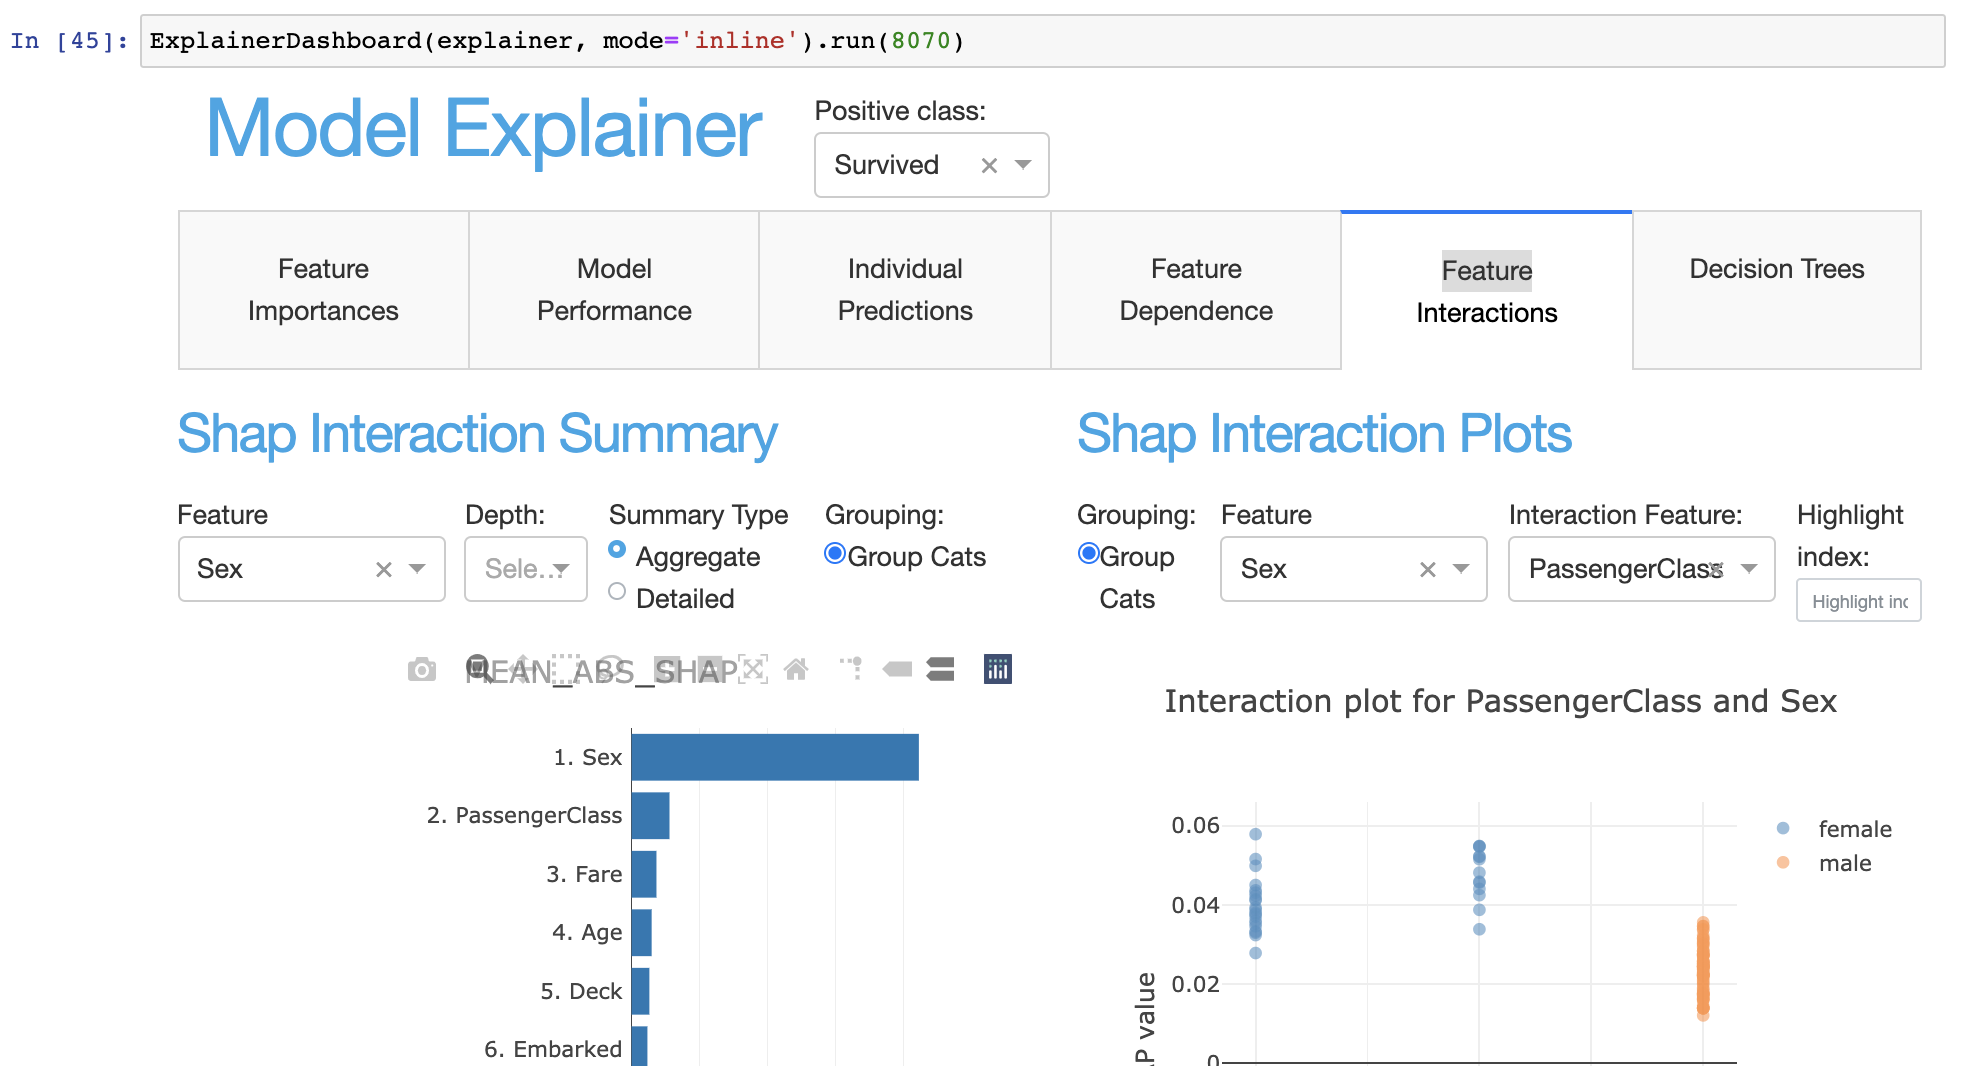 In [45]: ExplainerDashboard(explainer, mode='inline').run(8070)
Model Explainer
Positive class:
Survived
Feature
Importances
Model
Performance
Individual
Predictions
Feature
Dependence
Feature
Interactions
Decision Trees
Shap Interaction Summary
Feature
Sex
Depth:
Sele...
Summary Type
Aggregate
Detailed
Grouping:
Group Cats
MEAN_ABS_SHAP
1. Sex
2. PassengerClass
3. Fare
4. Age
5. Deck
6. Embarked
Shap Interaction Plots
Grouping:
Group
Cats
Feature
Sex
Interaction Feature:
PassengerClass
Highlight
index:
Highlight inc
Interaction plot for PassengerClass and Sex
0.06
0.04
0.02
0
AP value
female
male